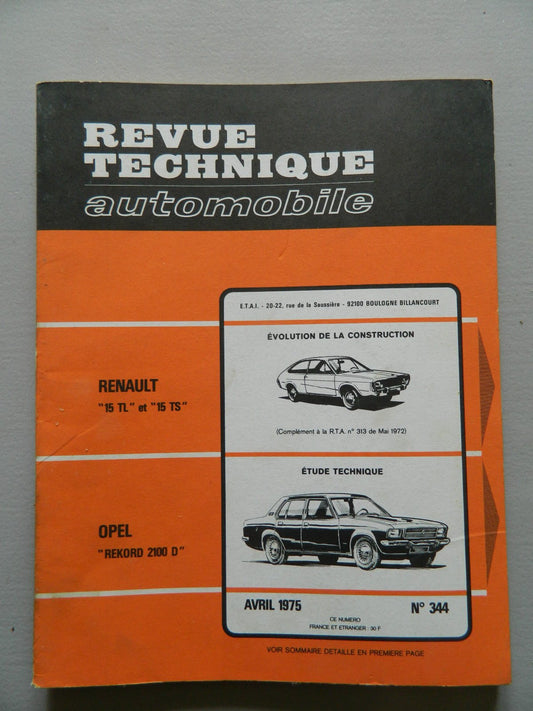 REVUE
TECHNIQUE
automobile
E.T.A.I. - 20-22, rue de la Saussière - 92100 BOULOGNE BILLANCOURT
ÉVOLUTION DE LA CONSTRUCTION
RENAULT
"15 TL" et "15 TS"
(Complément à la R.T.A. n° 313 de Mai 1972)
ÉTUDE TECHNIQUE
OPEL
"REKORD 2100 D"
AVRIL 1975 N° 344
CE NUMERO
FRANCE ET ETRANGER : 30 F
VOIR SOMMAIRE DETAILLE EN PREMIERE PAGE